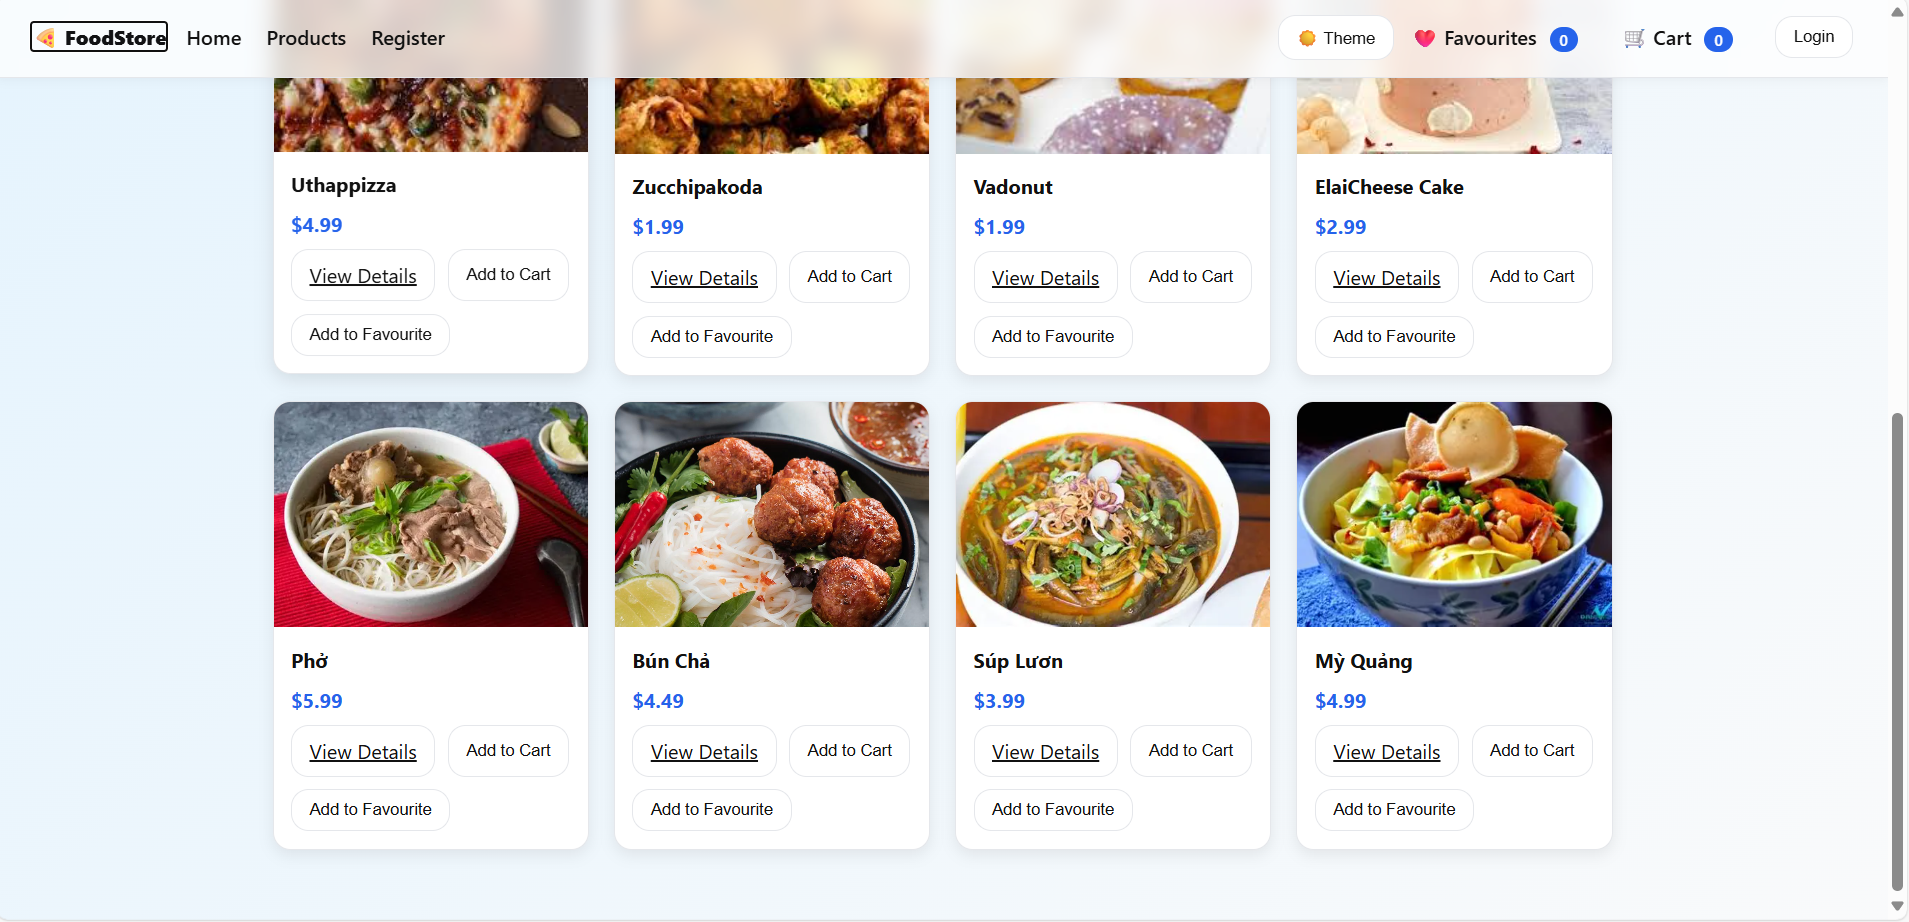 FoodStore Home Products Register Theme Favourites 0 Cart 0 Login
Uthappizza Zucchipakoda Vadonut ElaiCheese Cake
$4.99 $1.99 $1.99 $2.99
View Details Add to Cart View Details Add to Cart View Details Add to Cart View Details Add to Cart
Add to Favourite Add to Favourite Add to Favourite Add to Favourite
Phở Bún Chả Súp Lươn Mỳ Quảng
$5.99 $4.49 $3.99 $4.99
View Details Add to Cart View Details Add to Cart View Details Add to Cart View Details Add to Cart
Add to Favourite Add to Favourite Add to Favourite Add to Favourite